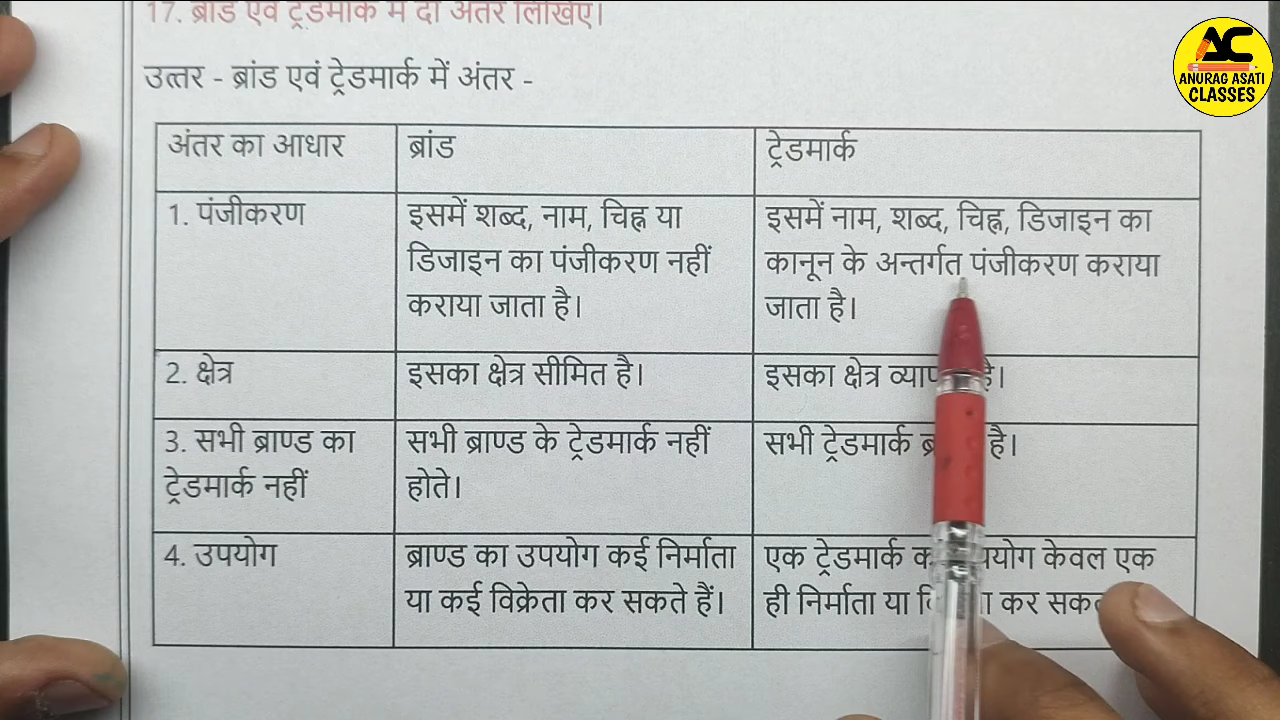 17. ब्रांड एवं ट्रेडमार्क में दो अंतर लिखिए।
उत्तर - ब्रांड एवं ट्रेडमार्क में अंतर -
अंतर का आधार ब्रांड ट्रेडमार्क
1. पंजीकरण
इसमें शब्द, नाम, चिह्न या
डिजाइन का पंजीकरण नहीं
कराया जाता है।
इसमें नाम, शब्द, चिह्न, डिजाइन का
कानून के अन्तर्गत पंजीकरण कराया
जाता है।
2. क्षेत्र
इसका क्षेत्र सीमित है।
इसका क्षेत्र है।
3. सभी ब्राण्ड का
ट्रेडमार्क नहीं
सभी ब्राण्ड के ट्रेडमार्क नहीं
होते।
सभी ट्रेडमार्क है।
4. उपयोग
ब्राण्ड का उपयोग कई निर्माता
या कई विक्रेता कर सकते हैं।
एक ट्रेडमार्क केवल एक
ही निर्माता या कर
AC
ANURAG ASATI
CLASSES